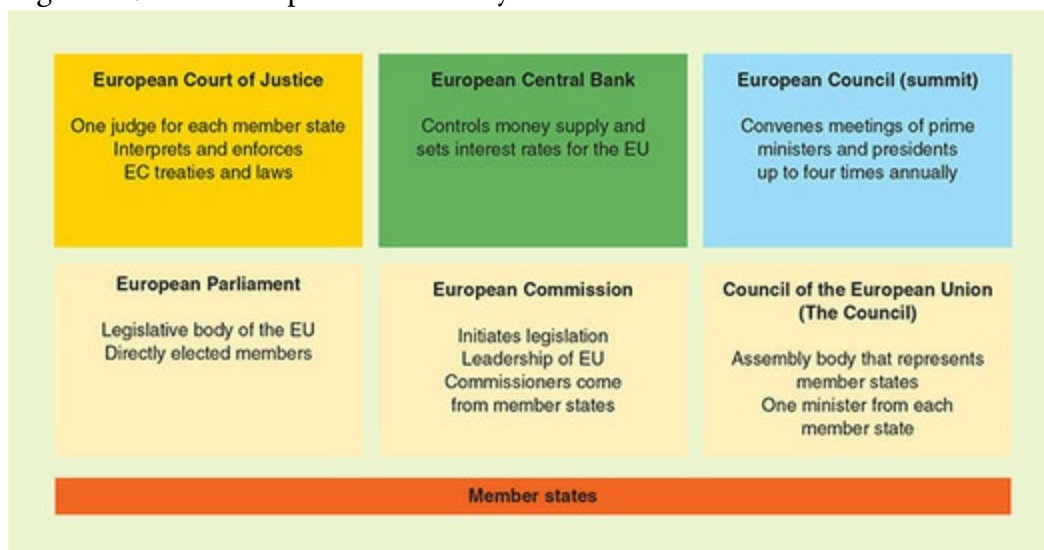 European Court of Justice
One judge for each member state
Interprets and enforces
EC treaties and laws
European Central Bank
Controls money supply and
sets interest rates for the EU
European Council (summit)
Convenes meetings of prime
ministers and presidents
up to four times annually
European Parliament
Legislative body of the EU
Directly elected members
European Commission
Initiates legislation
Leadership of EU
Commissioners come
from member states
Council of the European Union
(The Council)
Assembly body that represents
member states
One minister from each
member state
Member states